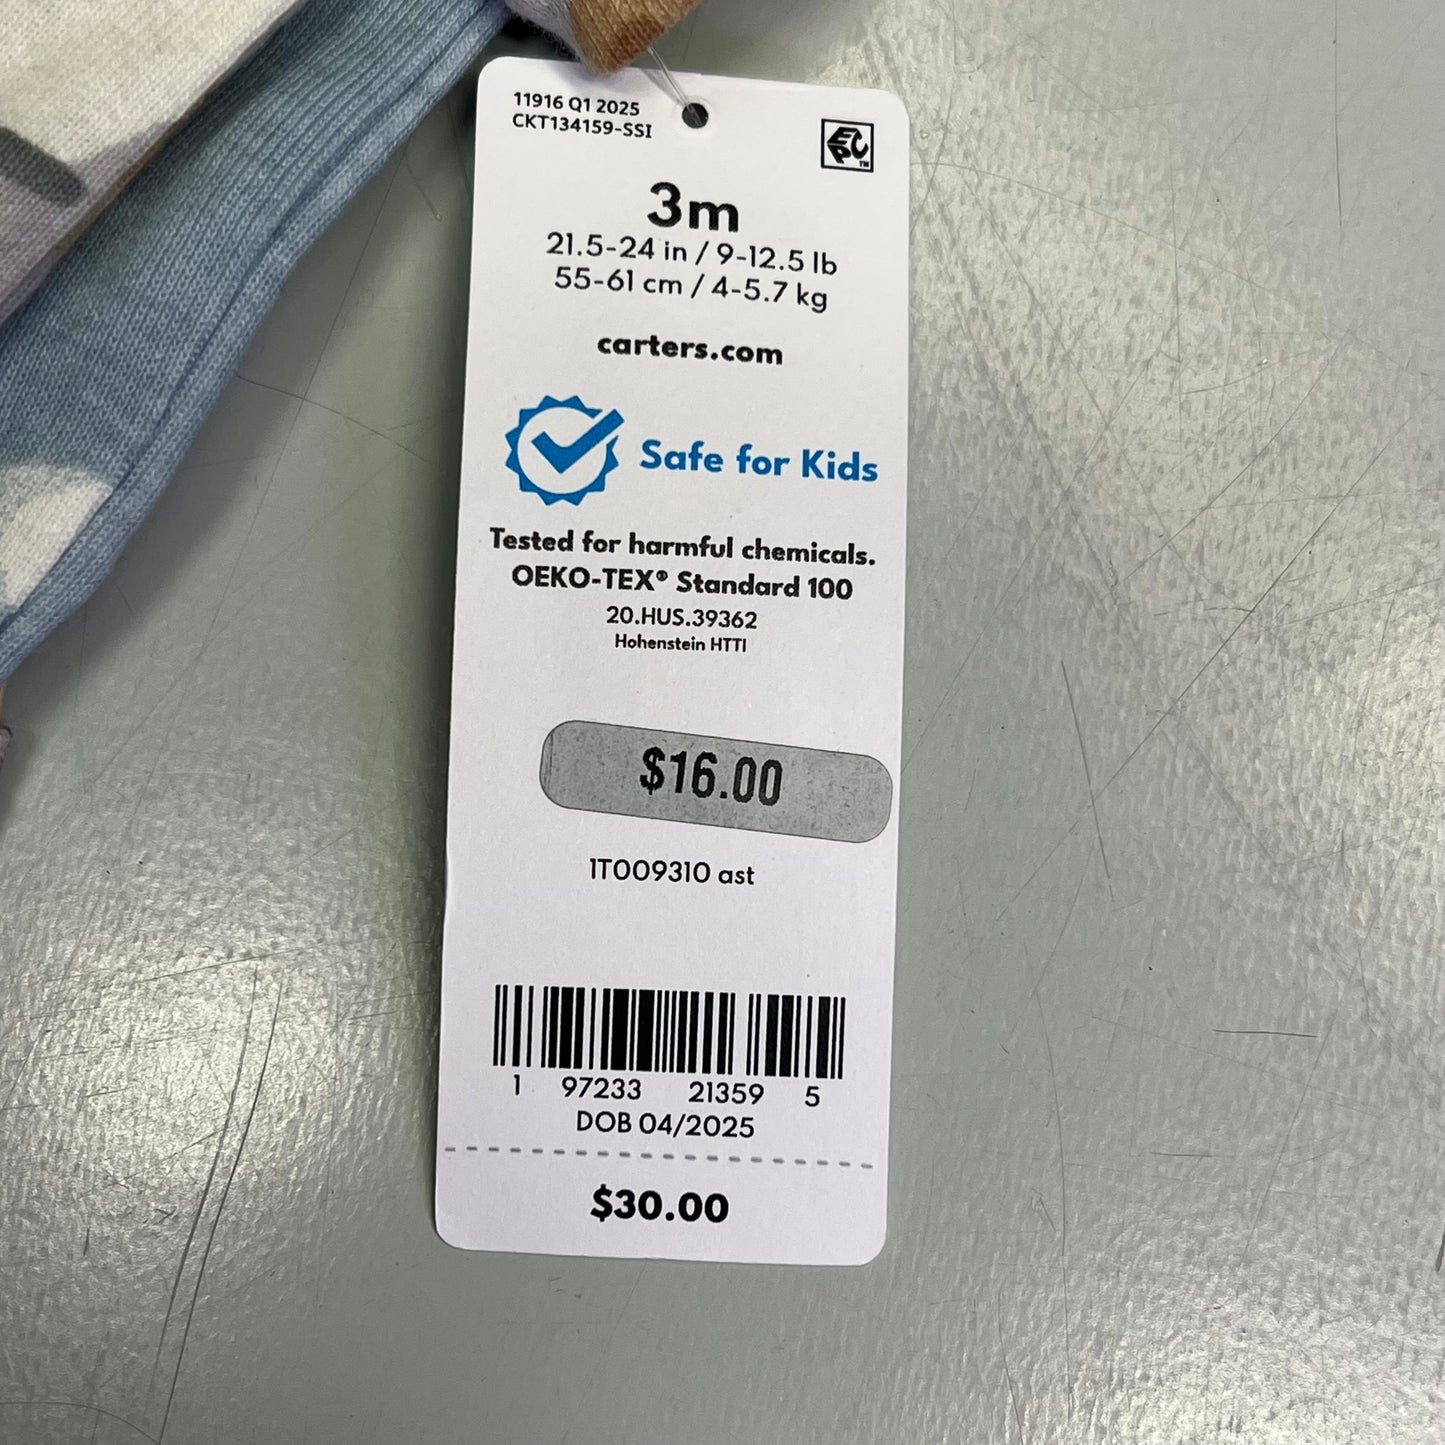 11916 Q1 2025
CKT134159-SSI
ECPC™
3m
21.5-24 in / 9-12.5 lb
55-61 cm / 4-5.7 kg
carters.com
Safe for Kids
Tested for harmful chemicals.
OEKO-TEX® Standard 100
20.HUS.39362
Hohenstein HTTI
$16.00
1T009310 ast
1 97233 21359 5
DOB 04/2025
$30.00